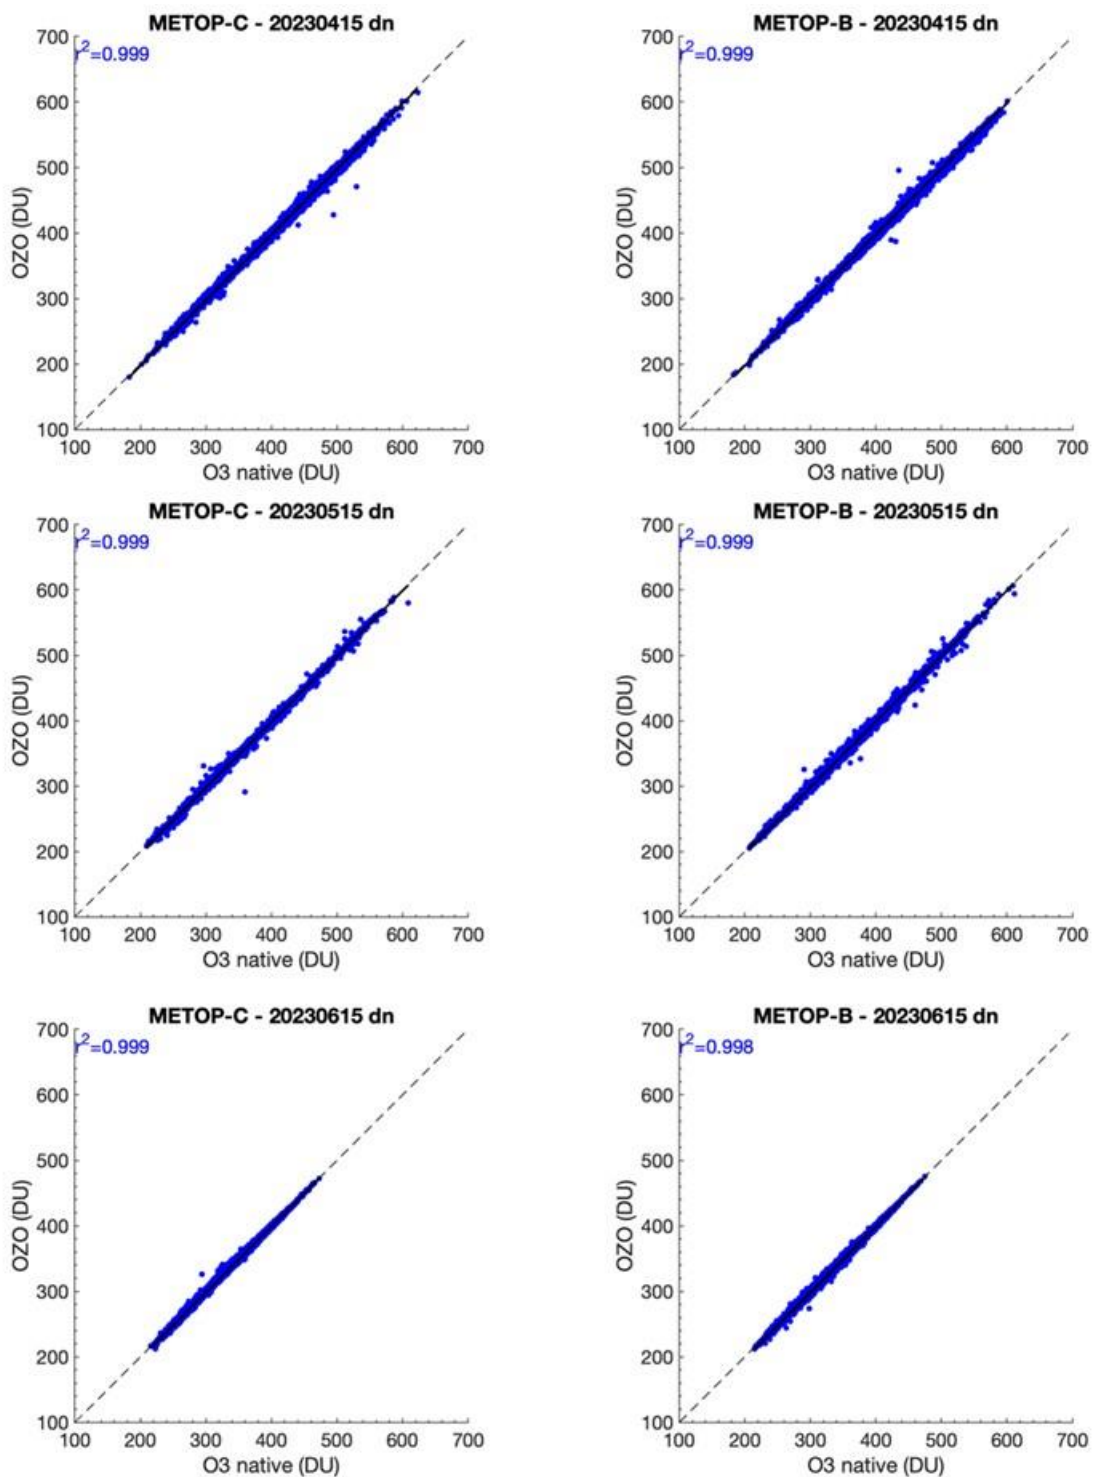 METOP-C - 20230415 dn
METOP-B - 20230415 dn
700
600
500
400
300
200
100
r²=0.999
OZO (DU)
100 200 300 400 500 600 700
O3 native (DU)
700
600
500
400
300
200
100
r²=0.999
OZO (DU)
100 200 300 400 500 600 700
O3 native (DU)
METOP-C - 20230515 dn
METOP-B - 20230515 dn
700
600
500
400
300
200
100
r²=0.999
OZO (DU)
100 200 300 400 500 600 700
O3 native (DU)
700
600
500
400
300
200
100
r²=0.999
OZO (DU)
100 200 300 400 500 600 700
O3 native (DU)
METOP-C - 20230615 dn
METOP-B - 20230615 dn
700
600
500
400
300
200
100
r²=0.999
OZO (DU)
100 200 300 400 500 600 700
O3 native (DU)
700
600
500
400
300
200
100
r²=0.998
OZO (DU)
100 200 300 400 500 600 700
O3 native (DU)